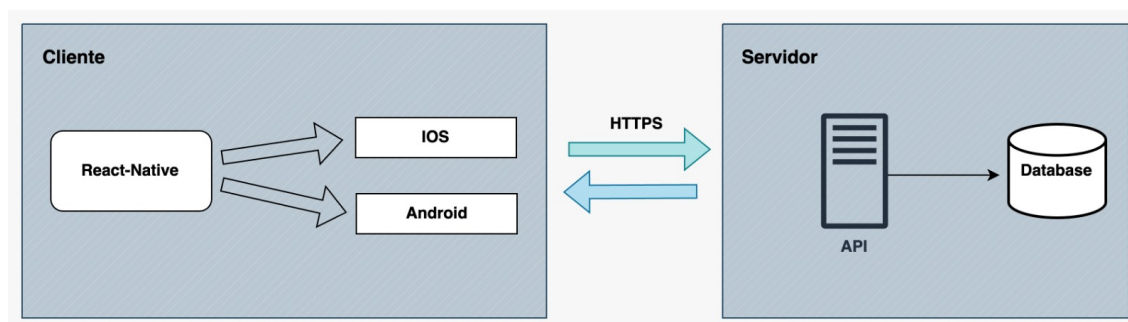 Cliente
React-Native
IOS
Android
HTTPS
Servidor
API
Database